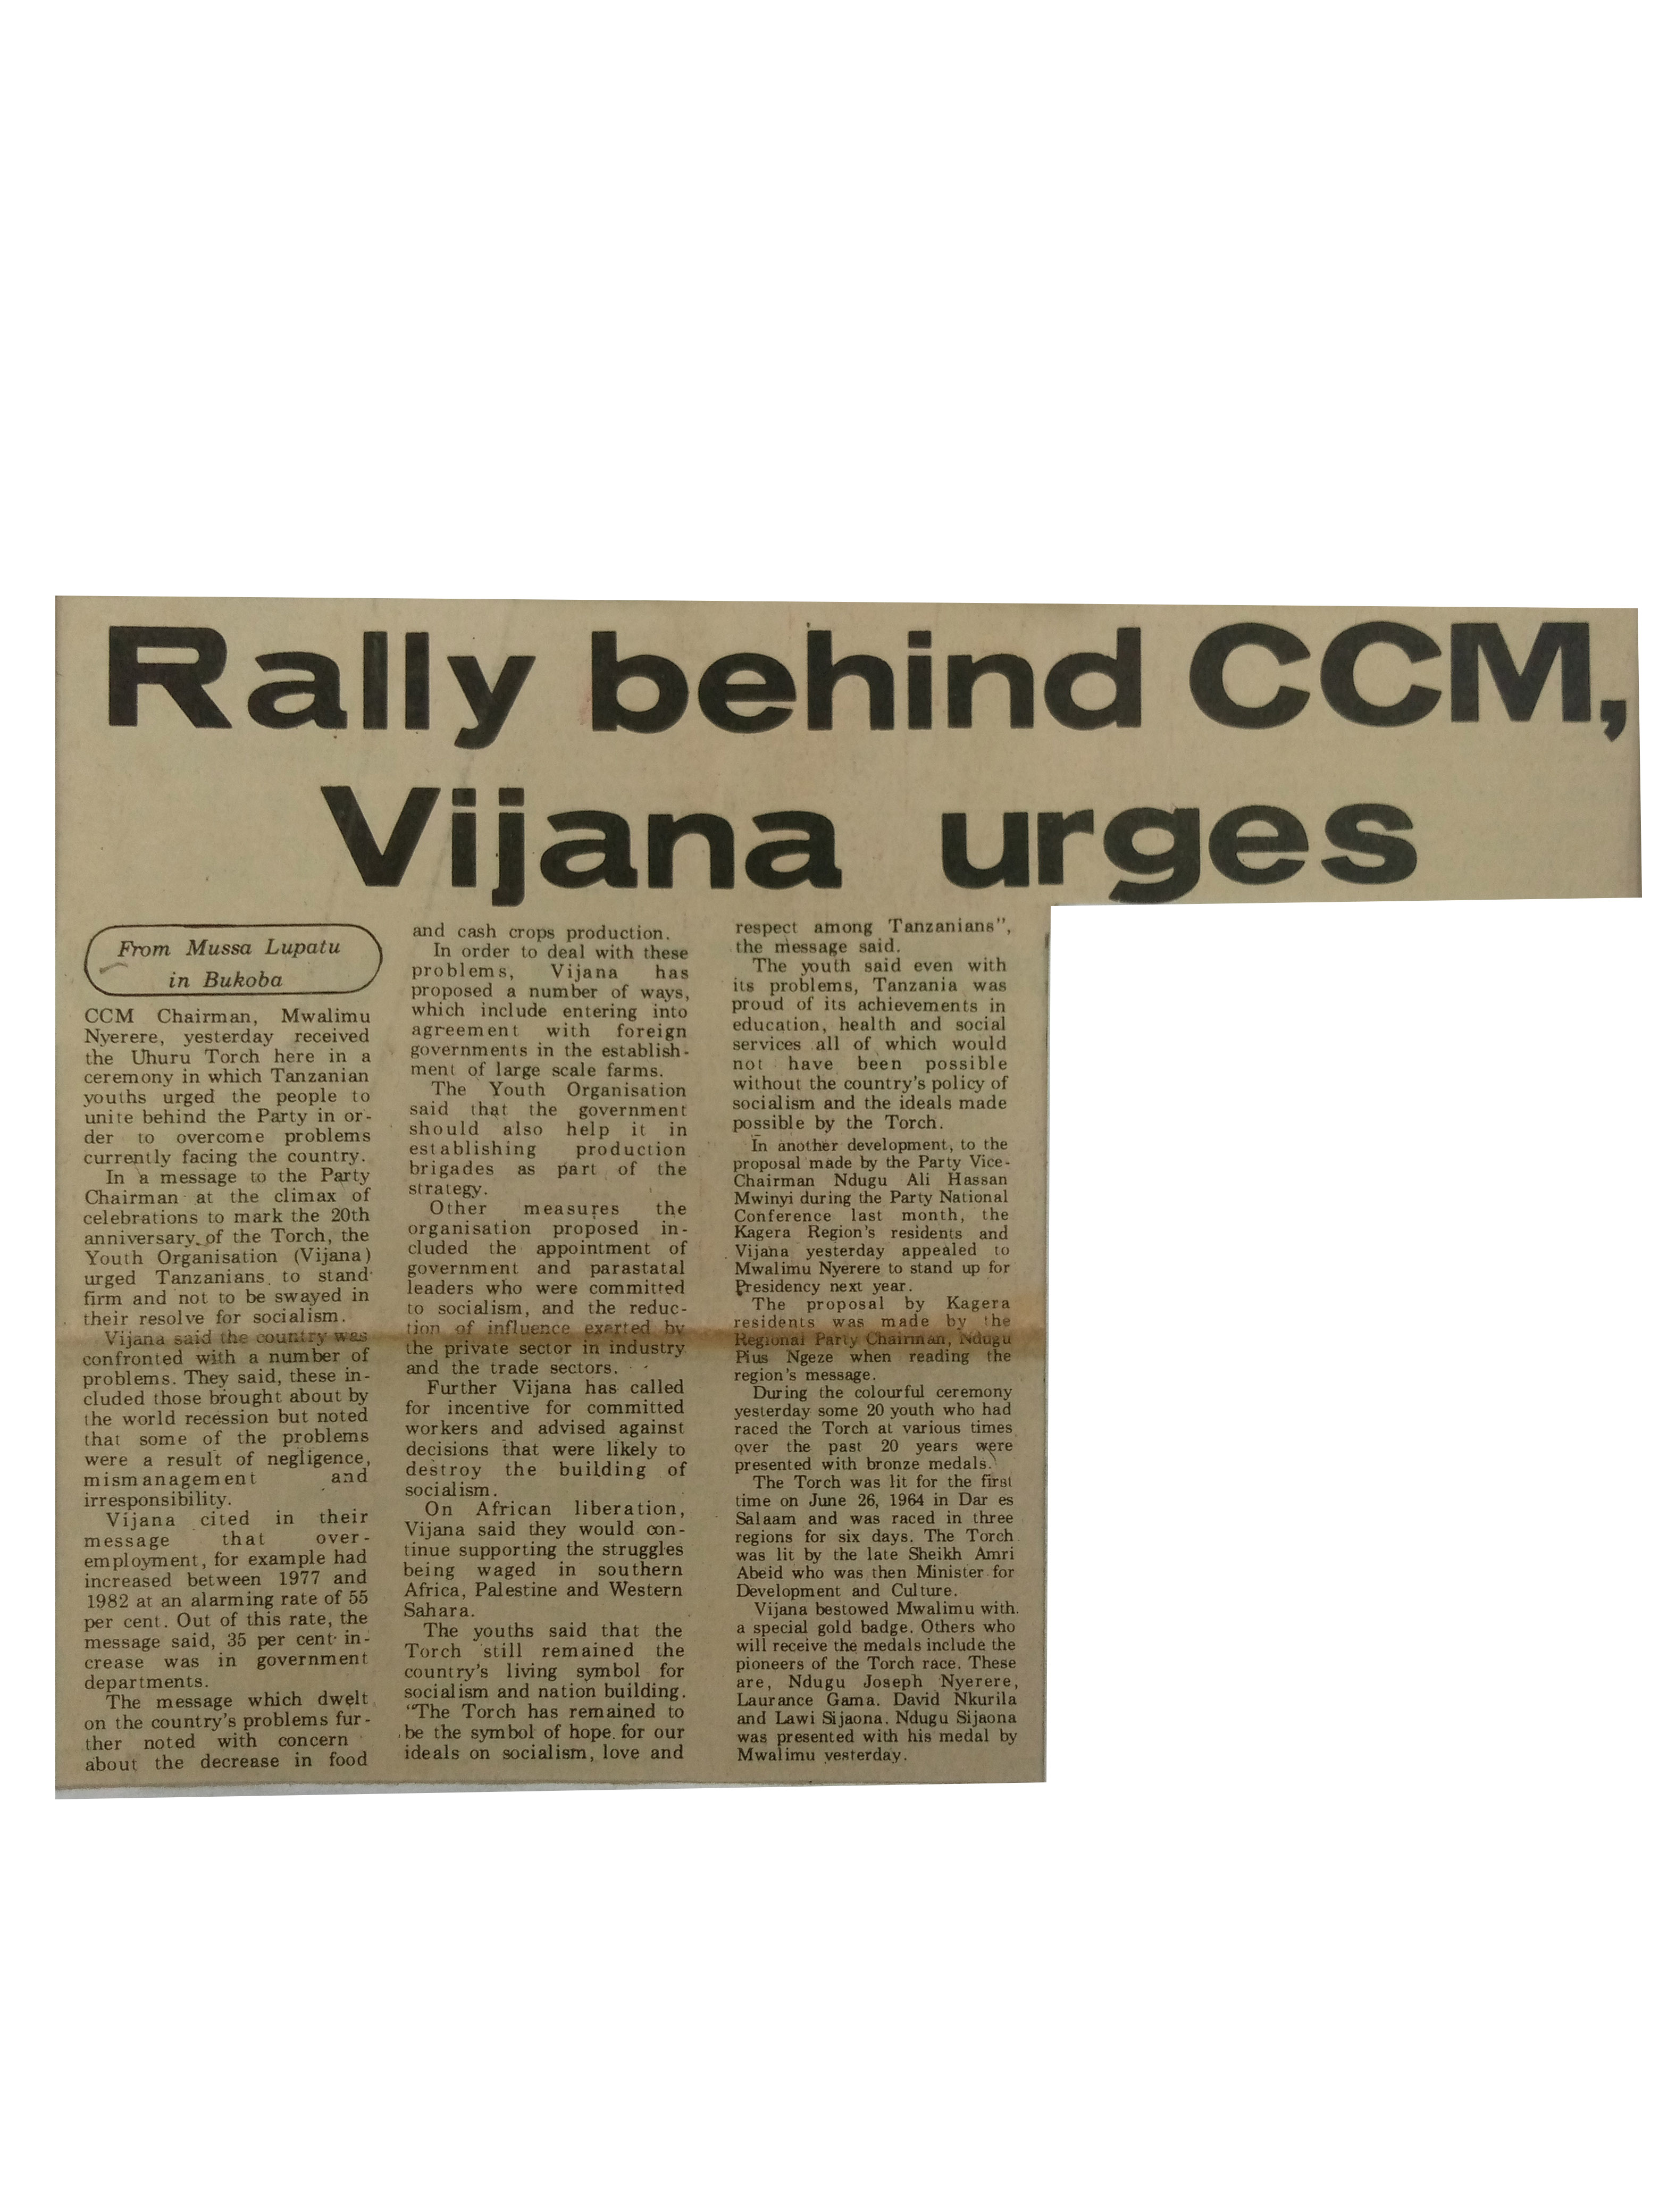 Rally behind CCM,
Vijana urges
From Mussa Lupatu
in Bukoba
CCM Chairman, Mwalimu
Nyerere, yesterday received
the Uhuru Torch here in a
ceremony in which Tanzanian
youths urged the people to
unite behind the Party in or-
der to overcome problems
currently facing the country.
In a message to the Party
Chairman at the climax of
celebrations to mark the 20th
anniversary of the Torch, the
Youth Organisation (Vijana)
urged Tanzanians to stand
firm and not to be swayed in
their resolve for socialism.
Vijana said the country was
confronted with a number of
problems. They said, these in-
cluded those brought about by
the world recession but noted
that some of the problems
were a result of negligence,
mismanagement and
irresponsibility.
Vijana cited in their
message that over-
employment, for example had
increased between 1977 and
1982 at an alarming rate of 55
per cent. Out of this rate, the
message said, 35 per cent in-
crease was in government
departments.
The message which dwelt
on the country's problems fur-
ther noted with concern
about the decrease in food
and cash crops production.
In order to deal with these
problems, Vijana has
proposed a number of ways,
which include entering into
agreement with foreign
governments in the establish-
ment of large scale farms.
The Youth Organisation
said that the government
should also help it in
establishing production
brigades as part of the
strategy.
Other measures the
organisation proposed in-
cluded the appointment of
government and parastatal
leaders who were committed
to socialism, and the reduc-
tion of influence exerted by
the private sector in industry
and the trade sectors.
Further Vijana has called
for incentive for committed
workers and advised against
decisions that were likely to
destroy the building of
socialism.
On African liberation,
Vijana said they would con-
tinue supporting the struggles
being waged in southern
Africa, Palestine and Western
Sahara.
The youths said that the
Torch still remained the
country's living symbol for
socialism and nation building.
"The Torch has remained to
be the symbol of hope for our
ideals on socialism, love and
respect among Tanzanians",
the message said.
The youth said even with
its problems, Tanzania was
proud of its achievements in
education, health and social
services all of which would
not have been possible
without the country's policy of
socialism and the ideals made
possible by the Torch.
In another development, to the
proposal made by the Party Vice-
Chairman Ndugu Ali Hassan
Mwinyi during the Party National
Conference last month, the
Kagera Region's residents and
Vijana yesterday appealed to
Mwalimu Nyerere to stand up for
Presidency next year.
The proposal by Kagera
residents was made by the
Regional Party Chairman, Ndugu
Pius Ngeze when reading the
region's message.
During the colourful ceremony
yesterday some 20 youth who had
raced the Torch at various times
over the past 20 years were
presented with bronze medals.
The Torch was lit for the first
time on June 26, 1964 in Dar es
Salaam and was raced in three
regions for six days. The Torch
was lit by the late Sheikh Amri
Abeid who was then Minister for
Development and Culture.
Vijana bestowed Mwalimu with
a special gold badge. Others who
will receive the medals include the
pioneers of the Torch race. These
are, Ndugu Joseph Nyerere,
Laurance Gama. David Nkurila
and Lawi Sijaona. Ndugu Sijaona
was presented with his medal by
Mwalimu yesterday.